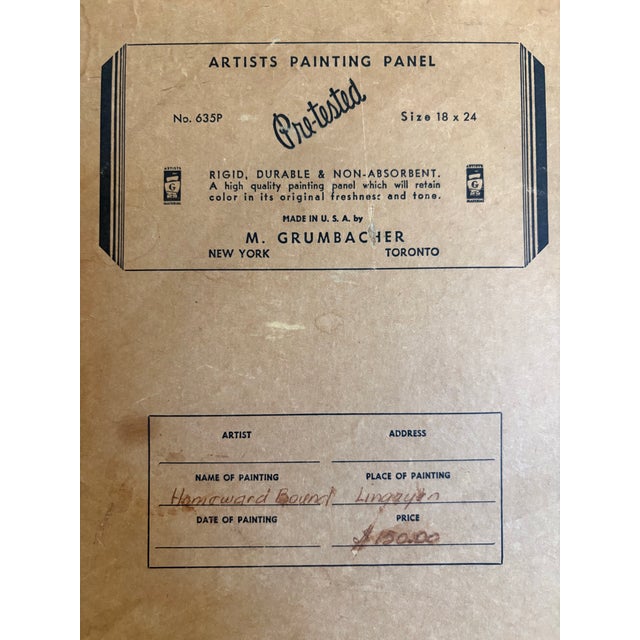 ARTISTS PAINTING PANEL
No. 635P
Pre-tested
Size 18 x 24
RIGID, DURABLE & NON-ABSORBENT.
A high quality painting panel which will retain
color in its original freshness and tone.
MADE IN U. S. A. by
M. GRUMBACHER
NEW YORK TORONTO
ARTIST ADDRESS
NAME OF PAINTING PLACE OF PAINTING
Homeward Bound Lingayen
DATE OF PAINTING PRICE
$150.00